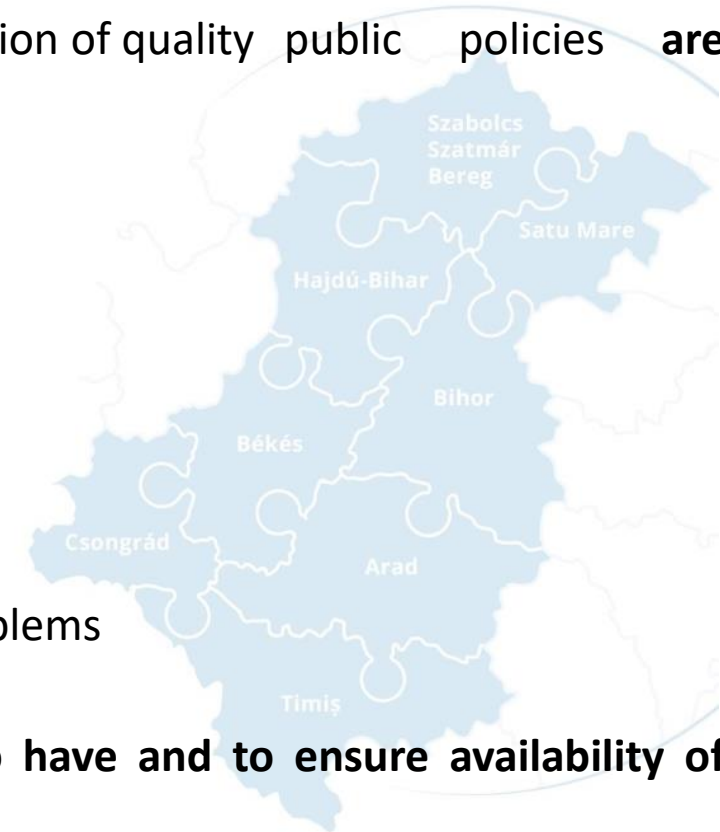 ion of quality public policies are
Szabolcs
Szatmár
Bereg
Satu Mare
Hajdú-Bihar
Bihor
Békés
Csongrád
Arad
blems
Timiș
have and to ensure availability of